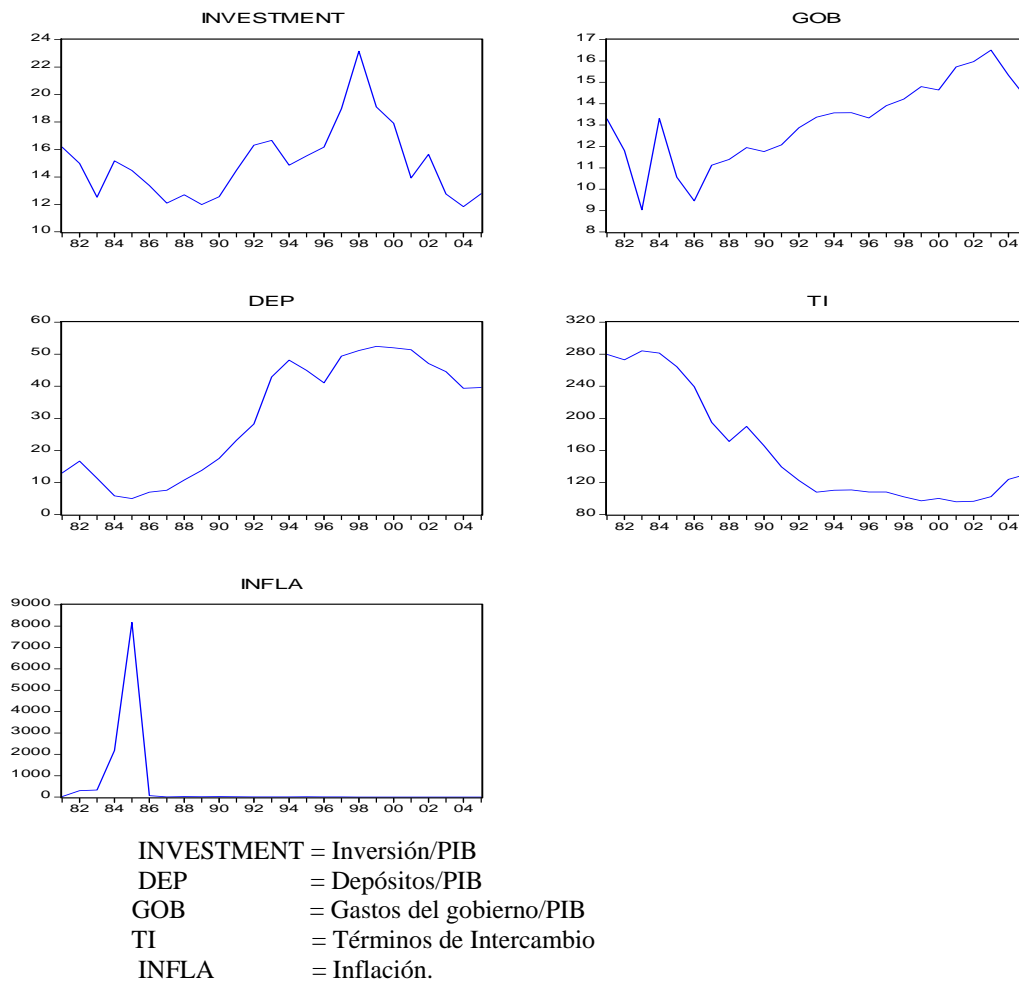 INVESTMENT
24
22
20
18
16
14
12
10
82 84 86 88 90 92 94 96 98 00 02 04
GOB
17
16
15
14
13
12
11
10
9
8
82 84 86 88 90 92 94 96 98 00 02 04
DEP
60
50
40
30
20
10
0
82 84 86 88 90 92 94 96 98 00 02 04
TI
320
280
240
200
160
120
80
82 84 86 88 90 92 94 96 98 00 02 04
INFLA
9000
8000
7000
6000
5000
4000
3000
2000
1000
0
82 84 86 88 90 92 94 96 98 00 02 04
INVESTMENT = Inversión/PIB
DEP = Depósitos/PIB
GOB = Gastos del gobierno/PIB
TI = Términos de Intercambio
INFLA = Inflación.